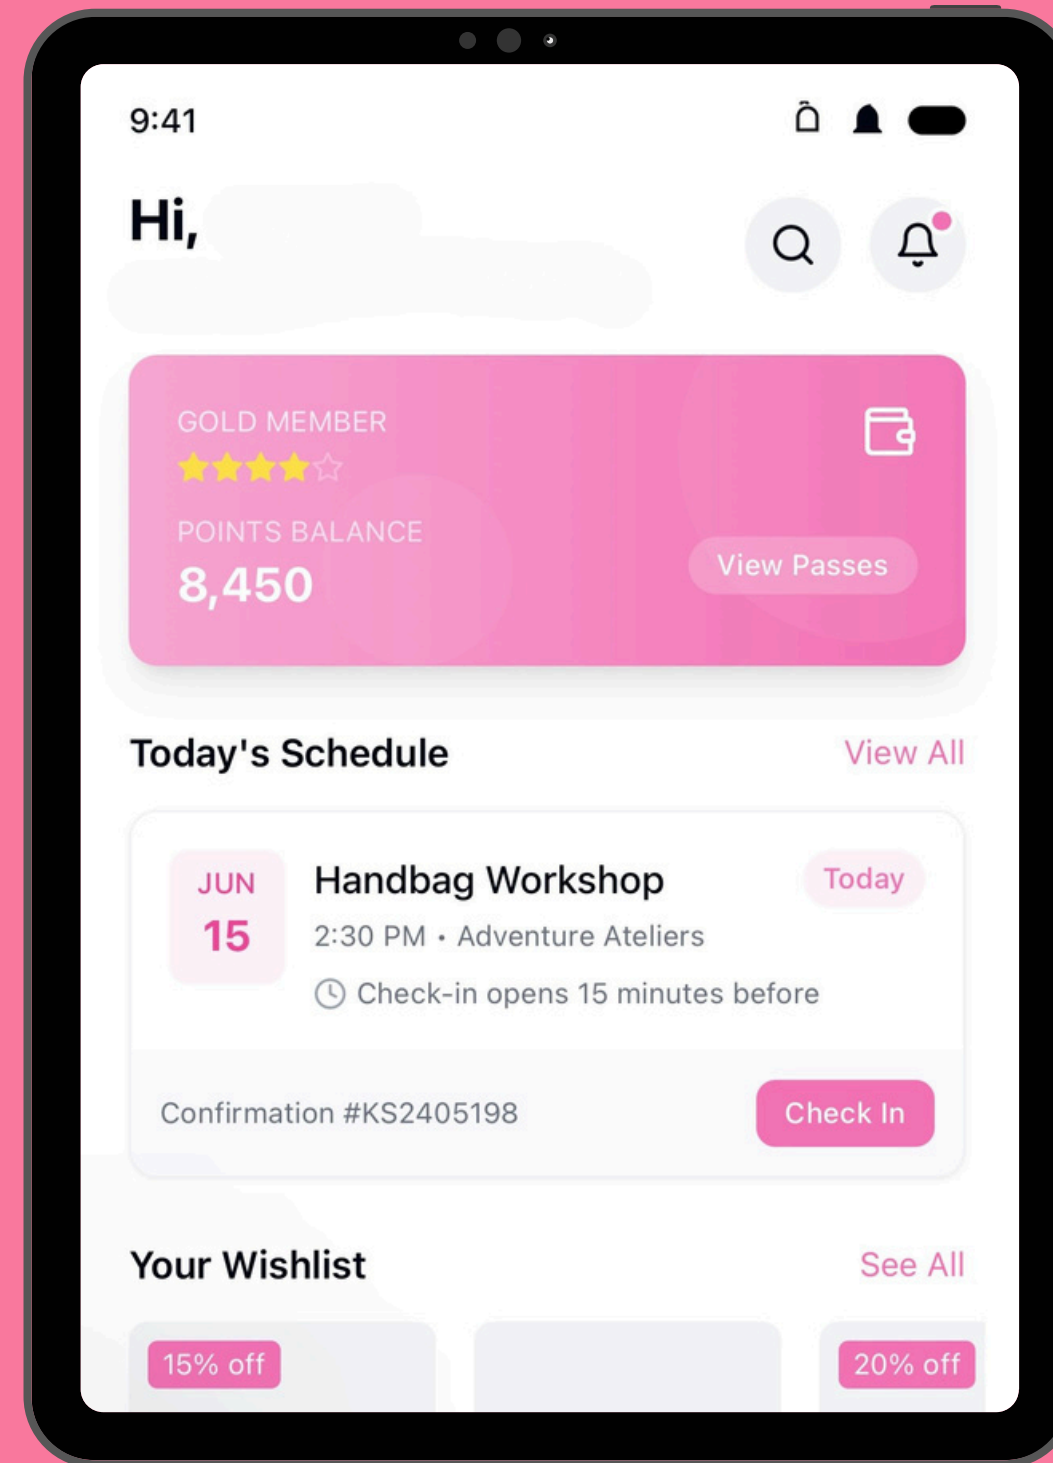 9:41
Hi,
GOLD MEMBER
POINTS BALANCE
8,450
View Passes
Today's Schedule
View All
JUN
15
Handbag Workshop
Today
2:30 PM • Adventure Ateliers
Check-in opens 15 minutes before
Confirmation #KS2405198
Check In
Your Wishlist
See All
15% off
20% off